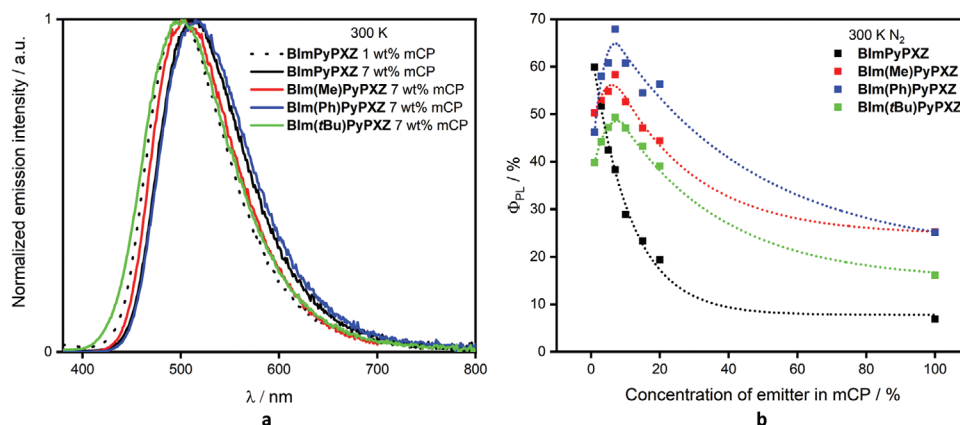 Normalized emission intensity / a.u.
1
0
300 K
BImPyPXZ 1 wt% mCP
BImPyPXZ 7 wt% mCP
BIm(Me)PyPXZ 7 wt% mCP
BIm(Ph)PyPXZ 7 wt% mCP
BIm(tBu)PyPXZ 7 wt% mCP
400 500 600 700 800
λ / nm
a
Φ_PL / %
70
60
50
40
30
20
10
0
300 K N₂
BImPyPXZ
BIm(Me)PyPXZ
BIm(Ph)PyPXZ
BIm(tBu)PyPXZ
0 20 40 60 80 100
Concentration of emitter in mCP / %
b